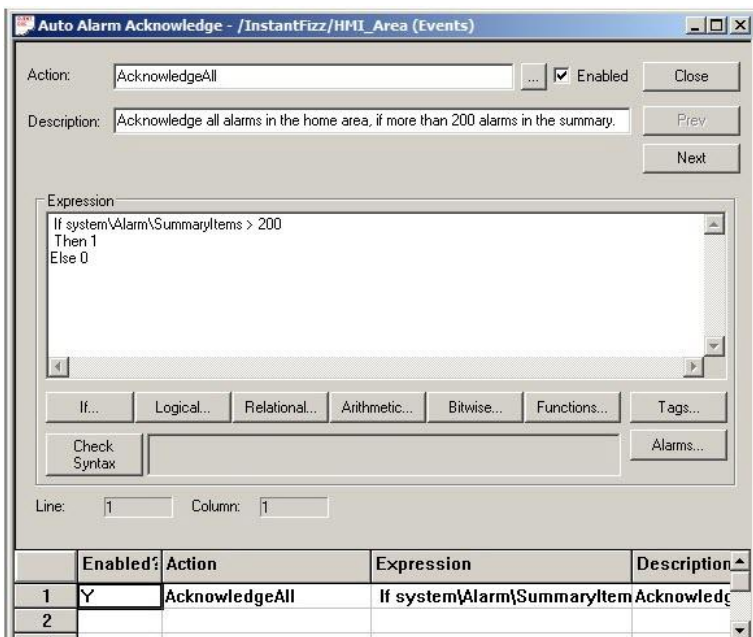 Auto Alarm Acknowledge - /InstantFizz/HMI_Area (Events)
Action: AcknowledgeAll ... Enabled Close
Description: Acknowledge all alarms in the home area, if more than 200 alarms in the summary. Prev
Next
Expression
If system\Alarm\SummaryItems > 200
Then 1
Else 0
If... Logical... Relational... Arithmetic... Bitwise... Functions... Tags...
Check Syntax Alarms...
Line: 1 Column: 1
Enabled? Action Expression Description
1 Y AcknowledgeAll If system\Alarm\SummaryItem Acknowledg
2